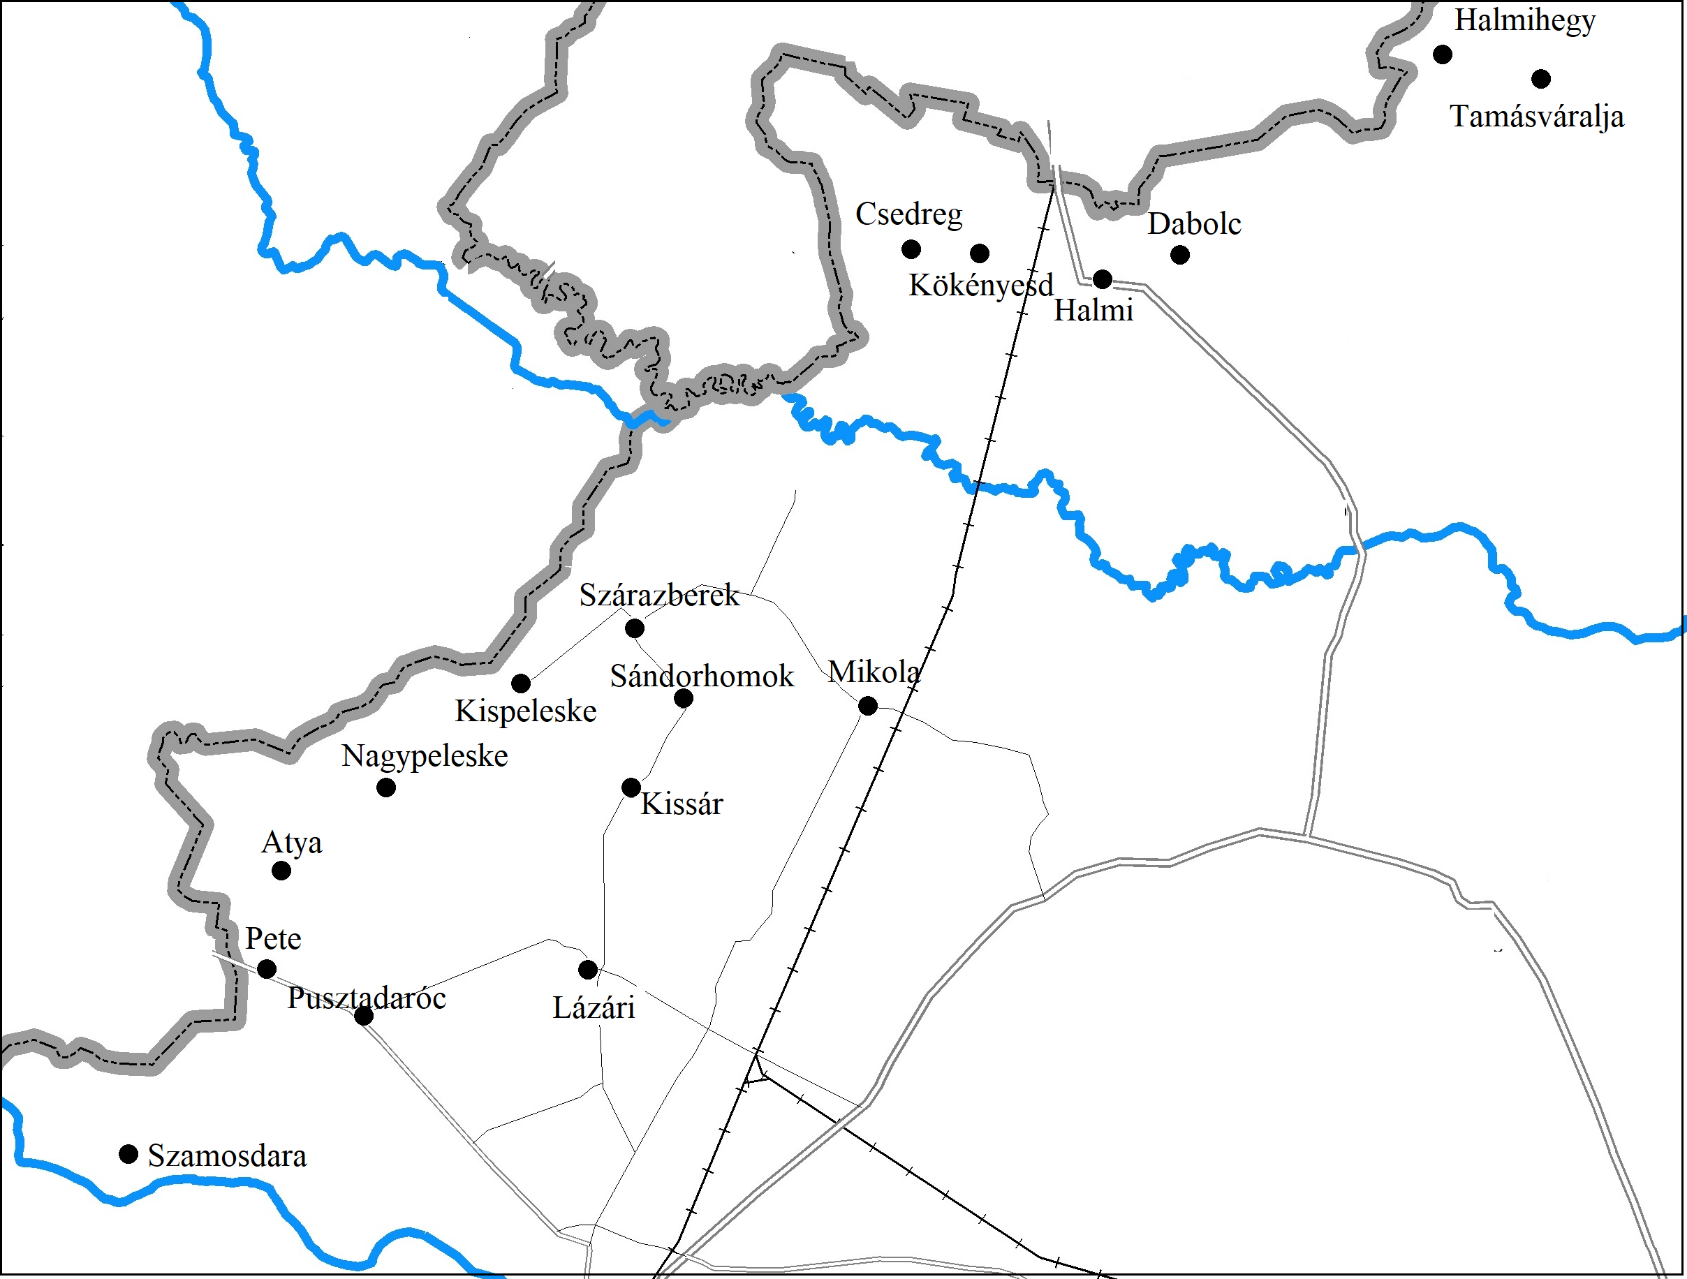 Halmihegy
Tamásváralja
Csedreg
Dabolc
Kökényesd
Halmi
Szárazberek
Mikola
Sándorhomok
Kispeleske
Nagypeleske
Kissár
Atya
Pete
Pusztadaróc
Lázári
Szamosdara